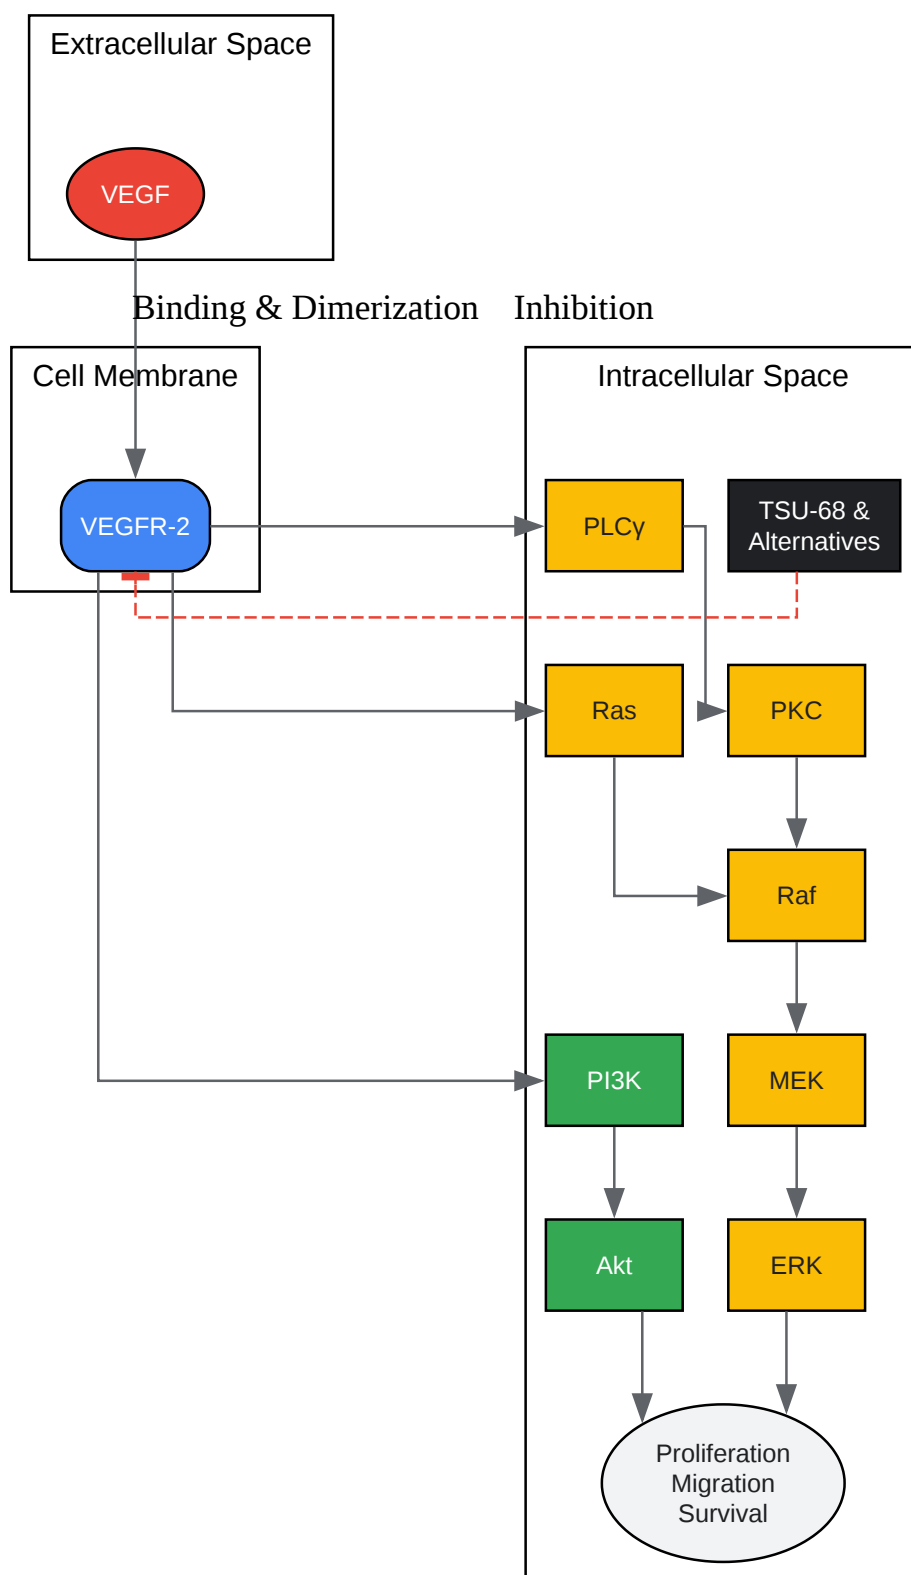 Extracellular Space
VEGF
Binding & Dimerization
Inhibition
Cell Membrane
Intracellular Space
VEGFR-2
PLCγ
TSU-68 &
Alternatives
Ras
PKC
Raf
PI3K
MEK
Akt
ERK
Proliferation
Migration
Survival